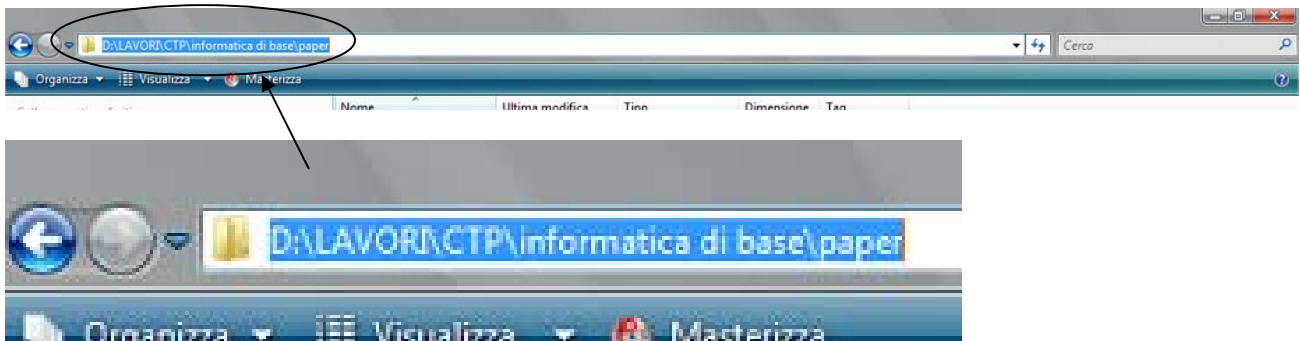 D:\LAVORI\CTP\informatica di base\paper
Cerca
Organizza Visualizza Masterizza
Nome Ultima modifica Tipo Dimensione Tag
D:\LAVORI\CTP\informatica di base\paper
Organizza Visualizza Masterizza